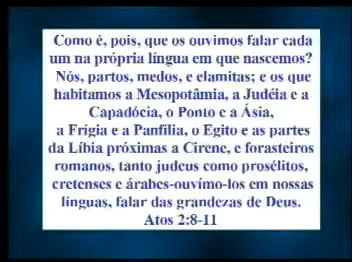 Como é, pois, que os ouvimos falar cada
um na própria língua em que nascemos?
Nós, partos, medos, e elamitas; e os que
habitamos a Mesopotâmia, a Judéia e a
Capadócia, o Ponto e a Ásia,
a Frígia e a Panfília, o Egito e as partes
da Líbia próximas a Cirene, e forasteiros
romanos, tanto judeus como prosélitos,
cretenses e árabes-ouvímo-los em nossas
línguas, falar das grandezas de Deus.
Atos 2:8-11